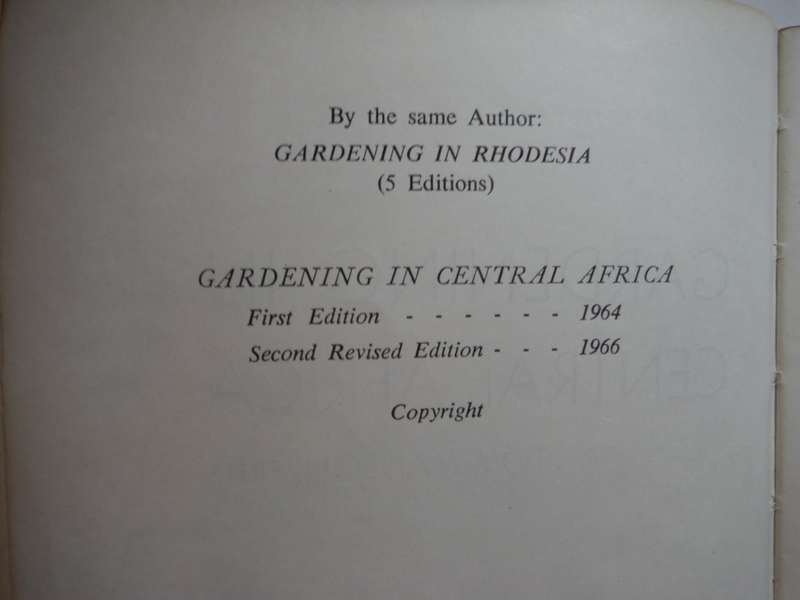 By the same Author:
GARDENING IN RHODESIA
(5 Editions)
GARDENING IN CENTRAL AFRICA
First Edition - - - - - - 1964
Second Revised Edition - - - 1966
Copyright